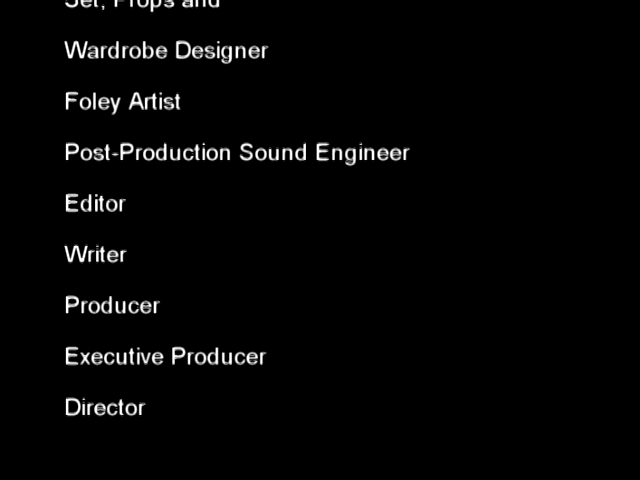 Set, Props and
Wardrobe Designer
Foley Artist
Post-Production Sound Engineer
Editor
Writer
Producer
Executive Producer
Director